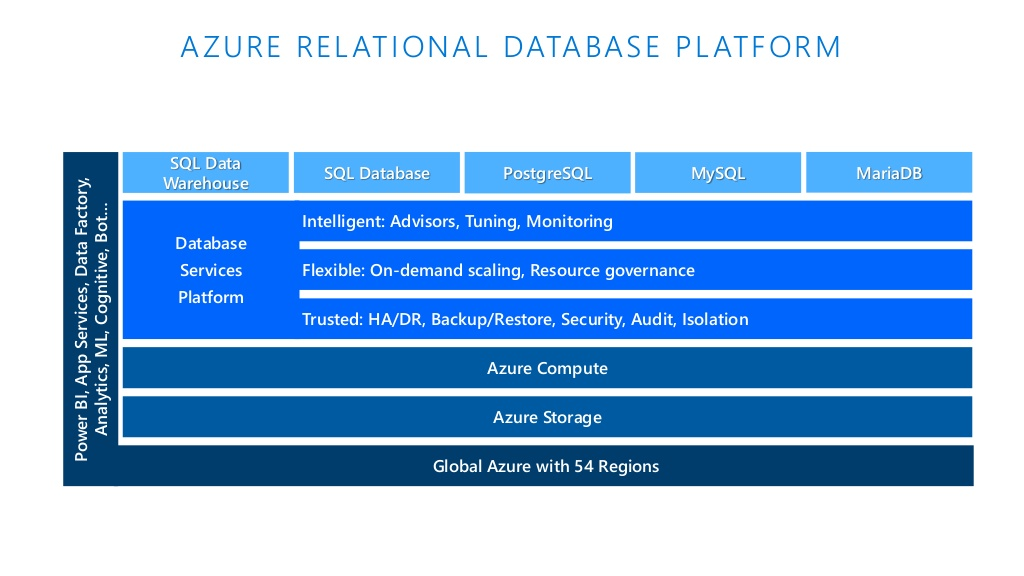 AZURE RELATIONAL DATABASE PLATFORM
Power BI, App Services, Data Factory,
Analytics, ML, Cognitive, Bot...
SQL Data
Warehouse
SQL Database
PostgreSQL
MySQL
MariaDB
Database
Services
Platform
Intelligent: Advisors, Tuning, Monitoring
Flexible: On-demand scaling, Resource governance
Trusted: HA/DR, Backup/Restore, Security, Audit, Isolation
Azure Compute
Azure Storage
Global Azure with 54 Regions